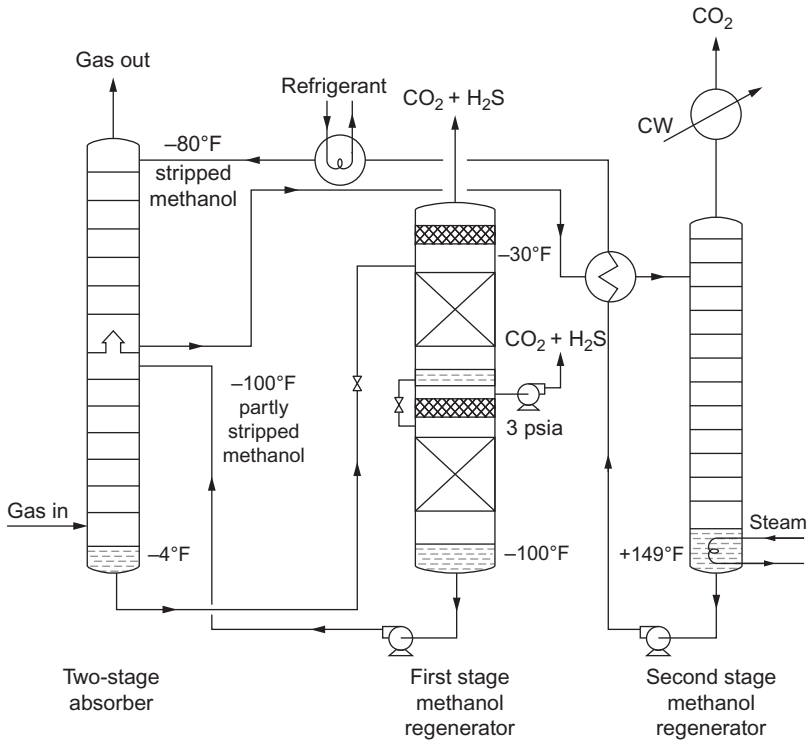 CO2
Gas out
Refrigerant
CO2 + H2S
CW
–80°F
stripped
methanol
–30°F
CO2 + H2S
–100°F
partly
stripped
methanol
3 psia
Gas in
Steam
–4°F
–100°F
+149°F
Two-stage
absorber
First stage
methanol
regenerator
Second stage
methanol
regenerator